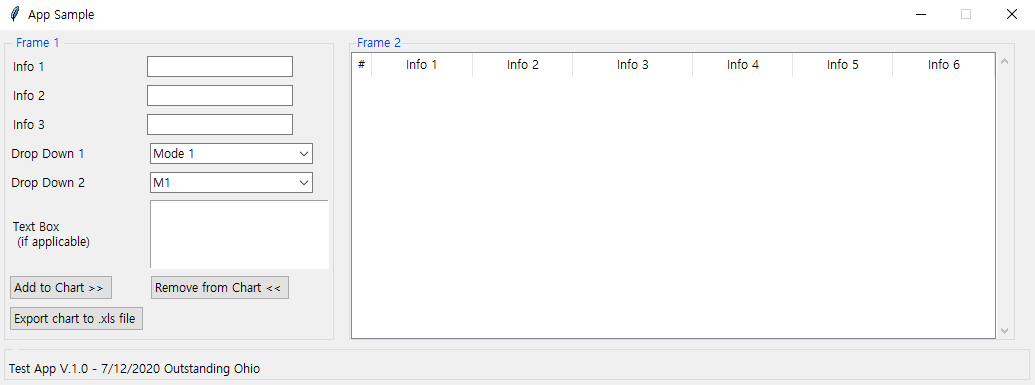 App Sample
Frame 1
Info 1
Info 2
Info 3
Drop Down 1 Mode 1
Drop Down 2 M1
Text Box
(if applicable)
Add to Chart >> Remove from Chart <<
Export chart to .xls file
Frame 2
# Info 1 Info 2 Info 3 Info 4 Info 5 Info 6
Test App V.1.0 - 7/12/2020 Outstanding Ohio